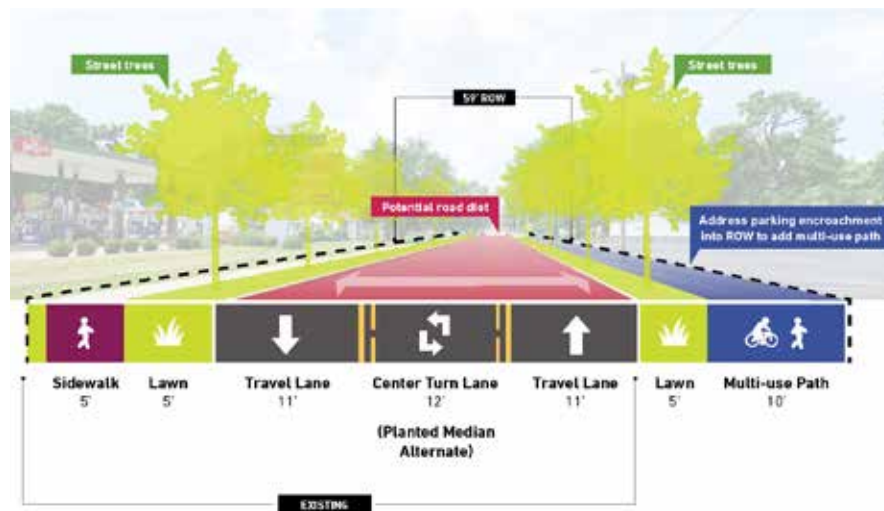 Street trees
Street trees
59' ROW
Potential road diet
Address parking encroachment
into ROW to add multi-use path
Sidewalk
5'
Lawn
5'
Travel Lane
11'
Center Turn Lane
12'
(Planted Median
Alternate)
Travel Lane
11'
Lawn
5'
Multi-use Path
10'
EXISTING